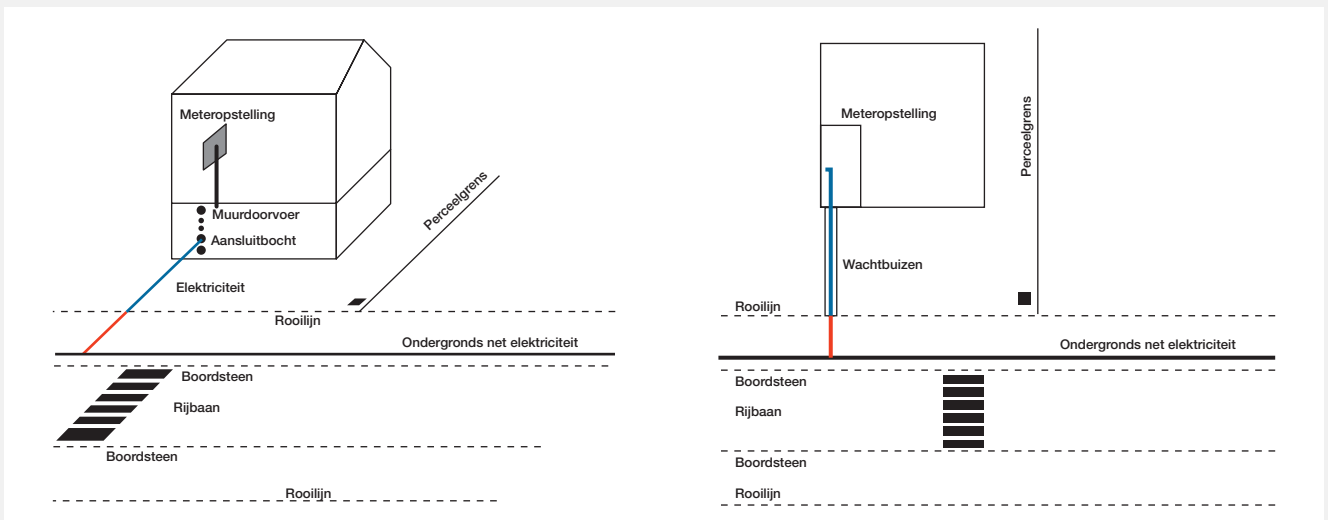 Meteropstelling
Muurdoorvoer
Aansluitbocht
Perceelgrens
Elektriciteit
Rooilijn
Ondergronds net elektriciteit
Boordsteen
Rijbaan
Boordsteen
Rooilijn
Meteropstelling
Perceelgrens
Wachtbuizen
Rooilijn
Ondergronds net elektriciteit
Boordsteen
Rijbaan
Boordsteen
Rooilijn